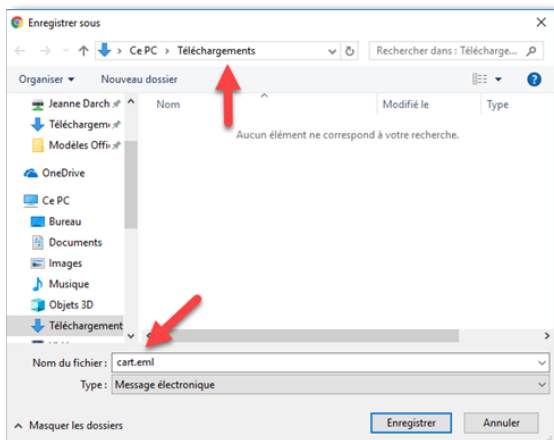 Enregistrer sous
Ce PC > Téléchargements
Rechercher dans : Télécharge...
Organiser
Nouveau dossier
Nom
Modifié le
Type
Aucun élément ne correspond à votre recherche.
Jeanne Darch
Téléchargem
Modèles Offi
OneDrive
Ce PC
Bureau
Documents
Images
Musique
Objets 3D
Téléchargement
Nom du fichier : cart.eml
Type : Message électronique
Masquer les dossiers
Enregistrer
Annuler